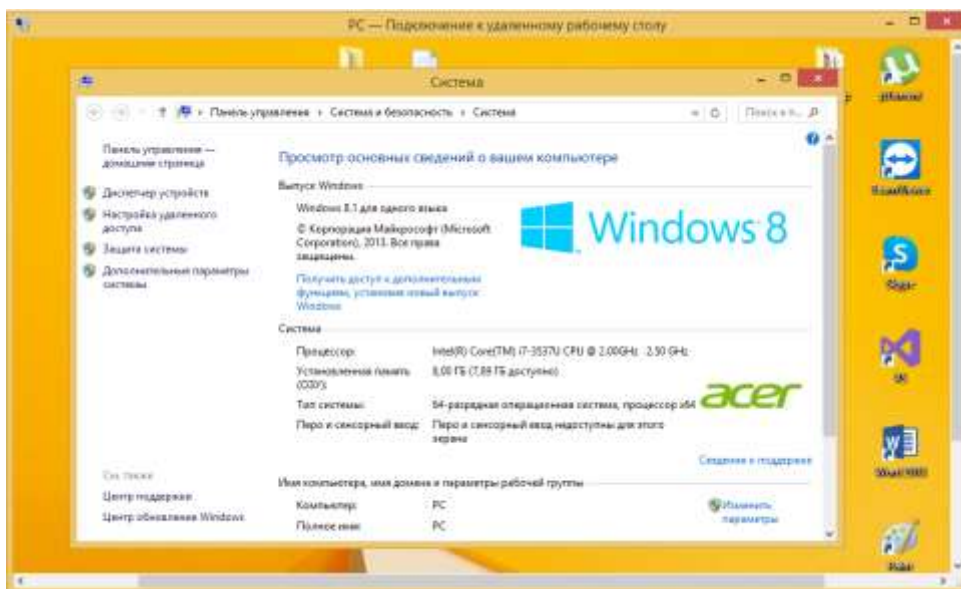 PC — Подключение к удаленному рабочему столу
Система
Панель управления › Система и безопасность › Система
Поиск в п...
Панель управления —
домашняя страница
Диспетчер устройств
Настройка удаленного
доступа
Защита системы
Дополнительные параметры
системы
См. также
Центр поддержки
Центр обновления Windows
Просмотр основных сведений о вашем компьютере
Выпуск Windows
Windows 8.1 для одного языка
© Корпорация Майкрософт (Microsoft
Corporation), 2013. Все права
защищены.
Получить доступ к дополнительным
функциям, установив новый выпуск
Windows
Windows 8
Система
Процессор: Intel(R) Core(TM) i7-3537U CPU @ 2.00GHz 2.50 GHz
Установленная память 8,00 ГБ (7,89 ГБ доступно)
(ОЗУ):
Тип системы: 64-разрядная операционная система, процессор x64
Перо и сенсорный ввод: Перо и сенсорный ввод недоступны для этого
экрана
acer
Сведения о поддержке
Имя компьютера, имя домена и параметры рабочей группы
Компьютер: PC
Полное имя: PC
Изменить
параметры
Skype
Paint